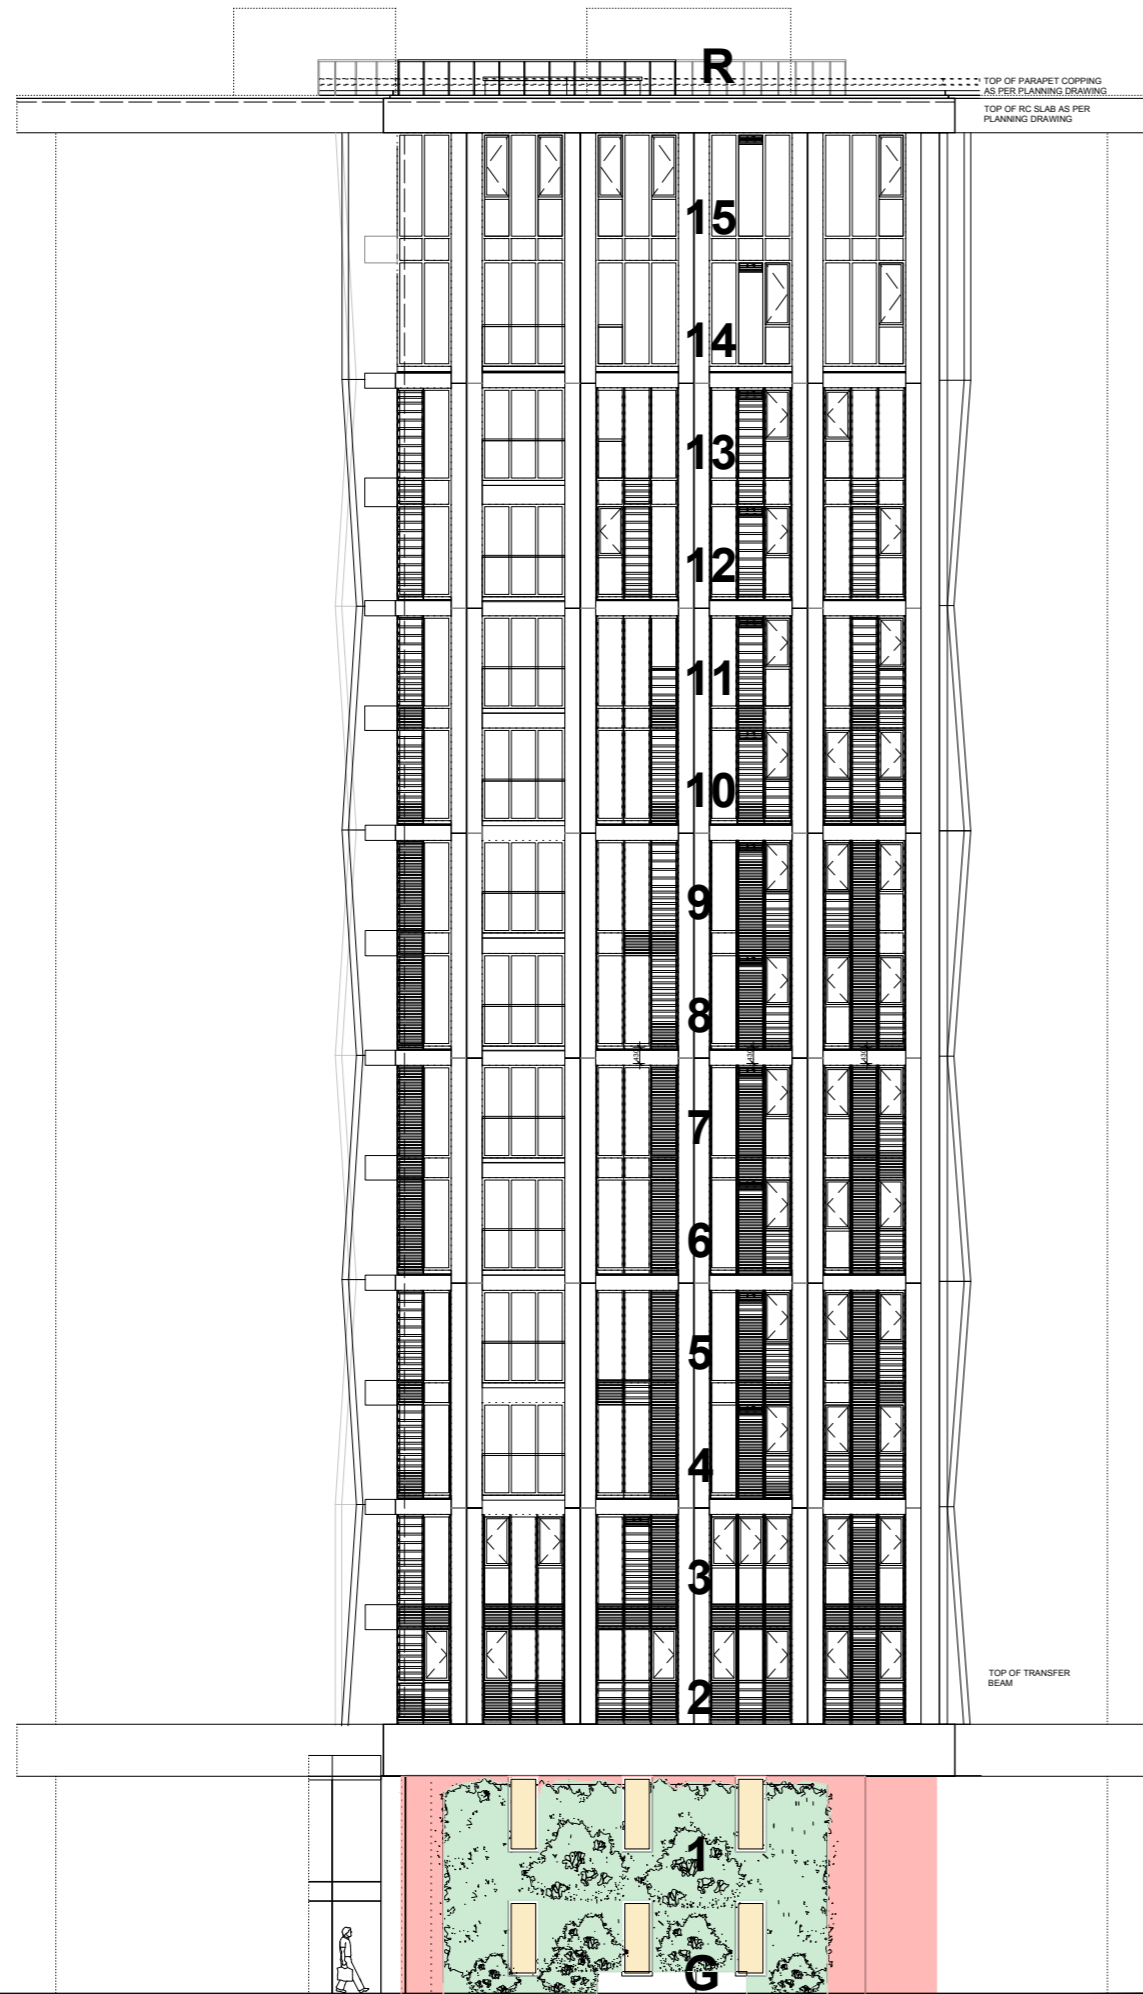 R
TOP OF PARAPET COPPING
AS PER PLANNING DRAWING
TOP OF RC SLAB AS PER
PLANNING DRAWING
15
14
13
12
11
10
9
8
7
6
5
4
3
TOP OF TRANSFER
BEAM
2
1
G